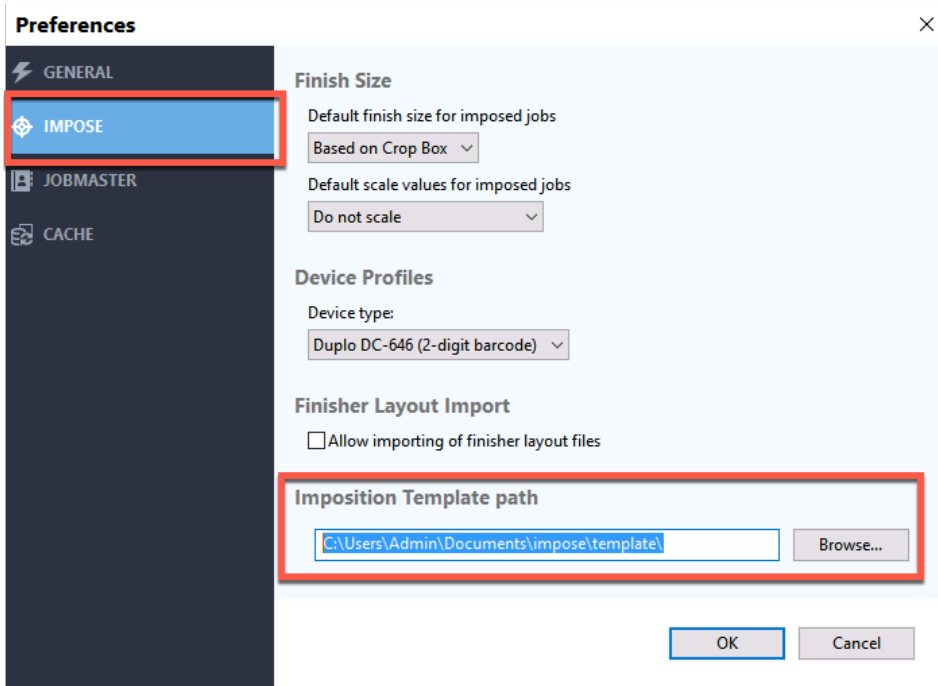 Preferences
GENERAL
IMPOSE
JOBMASTER
CACHE
Finish Size
Default finish size for imposed jobs
Based on Crop Box
Default scale values for imposed jobs
Do not scale
Device Profiles
Device type:
Duplo DC-646 (2-digit barcode)
Finisher Layout Import
Allow importing of finisher layout files
Imposition Template path
C:\Users\Admin\Documents\impose\template\
Browse...
OK
Cancel